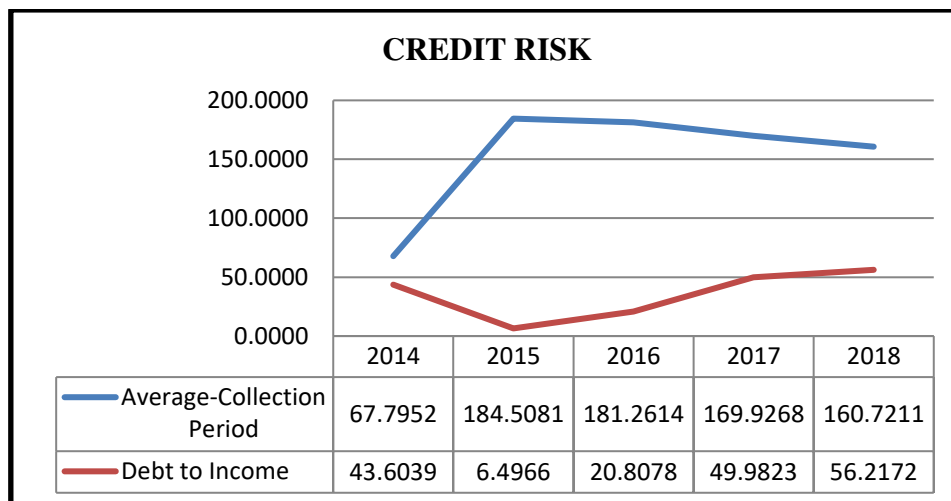 CREDIT RISK
200.0000
150.0000
100.0000
50.0000
0.0000
2014 2015 2016 2017 2018
Average-Collection
Period
67.7952 184.5081 181.2614 169.9268 160.7211
Debt to Income 43.6039 6.4966 20.8078 49.9823 56.2172